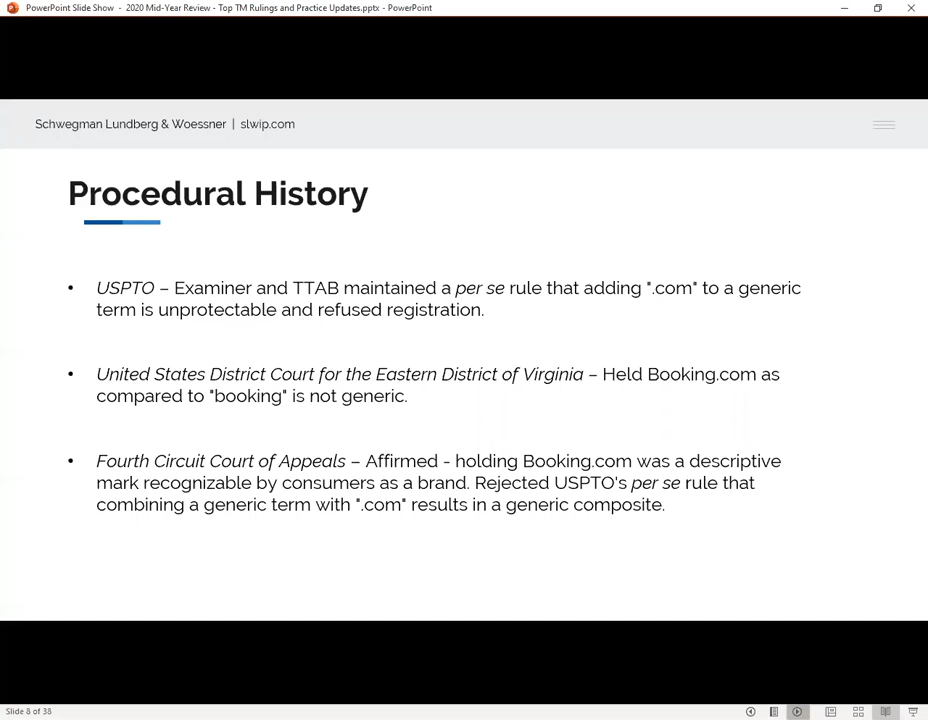 PowerPoint Slide Show - 2020 Mid-Year Review - Top TM Rulings and Practice Updates.pptx - PowerPoint
Schwegman Lundberg & Woessner | slwip.com
Procedural History
• USPTO – Examiner and TTAB maintained a per se rule that adding ".com" to a generic
term is unprotectable and refused registration.
• United States District Court for the Eastern District of Virginia – Held Booking.com as
compared to "booking" is not generic.
• Fourth Circuit Court of Appeals – Affirmed - holding Booking.com was a descriptive
mark recognizable by consumers as a brand. Rejected USPTO's per se rule that
combining a generic term with ".com" results in a generic composite.
Slide 8 of 38